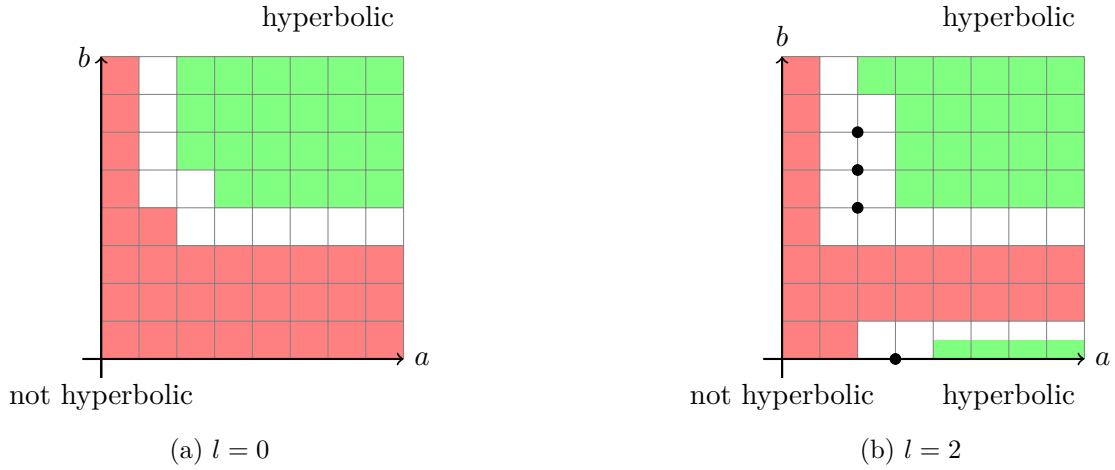 hyperbolic
b
a
not hyperbolic
(a) l = 0
hyperbolic
b
a
not hyperbolic
hyperbolic
(b) l = 2